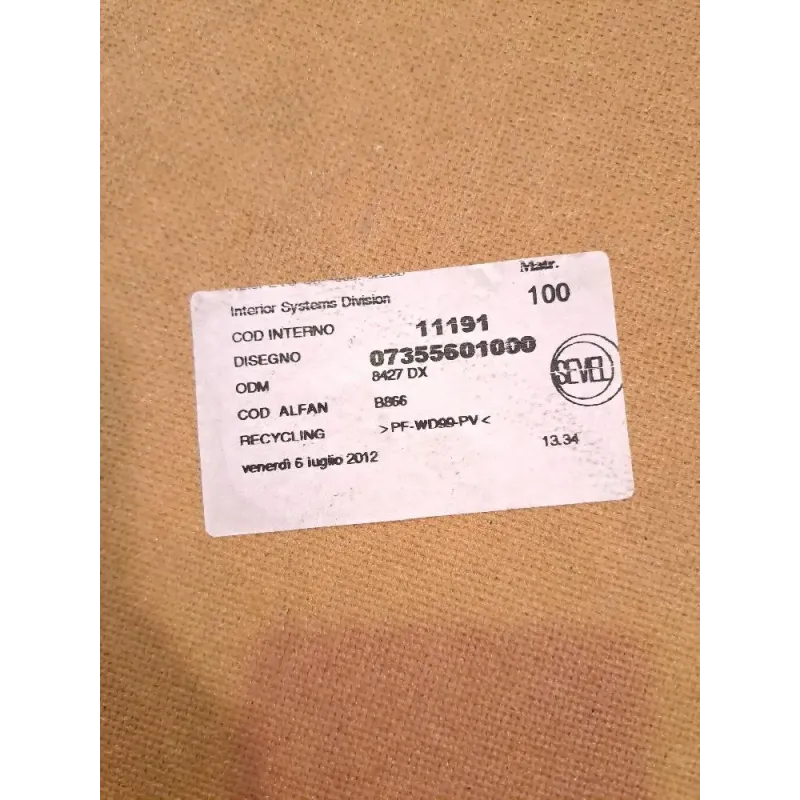 Matr.
Interior Systems Division 100
COD INTERNO 11191
DISEGNO 07355601000
ODM 8427 DX
SEVEL
COD ALFAN B866
RECYCLING >PF-WD99-PV<
venerdì 6 luglio 2012 13.34